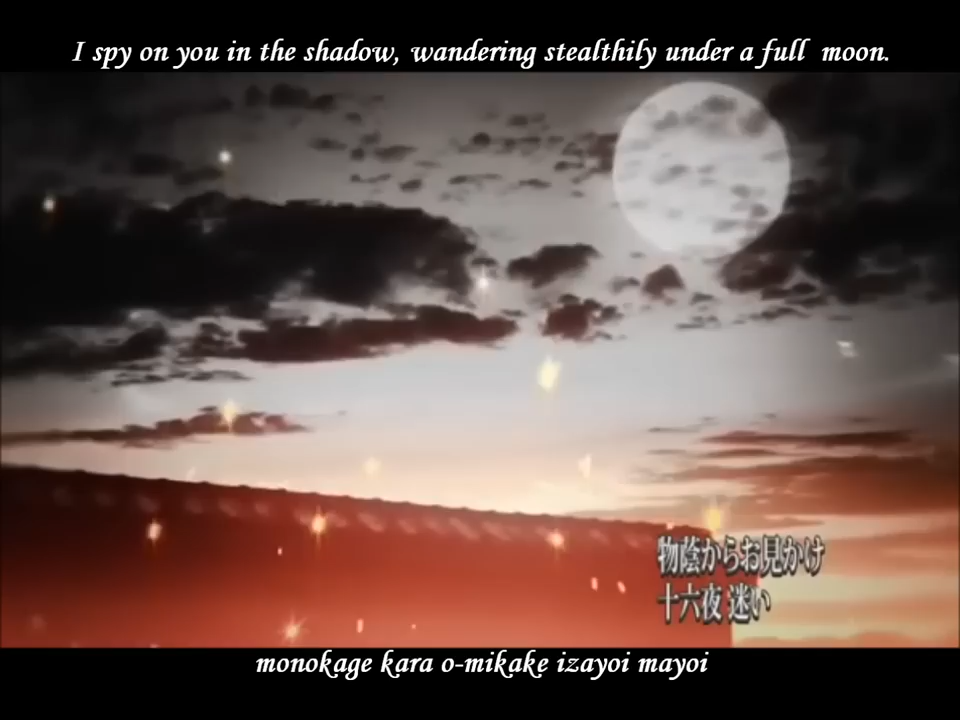 I spy on you in the shadow, wandering stealthily under a full moon.
物蔭からお見かけ
十六夜 迷い
monokage kara o-mikake izayoi mayoi